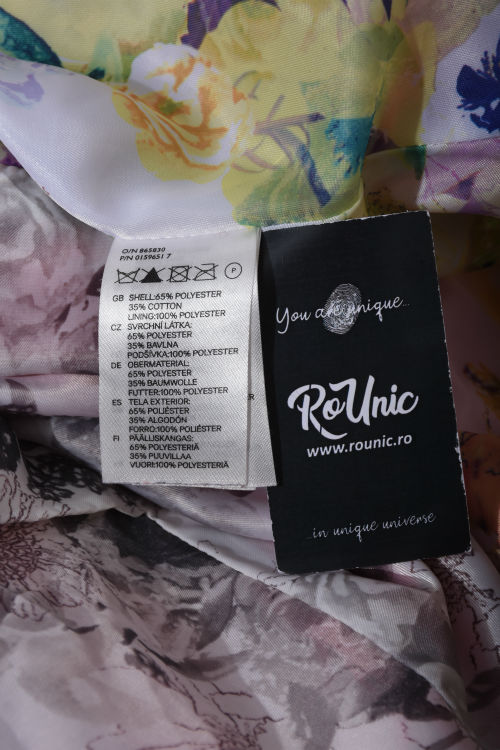 O/N 865830
P/N 0159651 7
P
GB SHELL:65% POLYESTER
35% COTTON
LINING:100% POLYESTER
CZ SVRCHNÍ LÁTKA:
65% POLYESTER
35% BAVLNA
PODŠÍVKA:100% POLYESTER
DE OBERMATERIAL:
65% POLYESTER
35% BAUMWOLLE
FUTTER:100% POLYESTER
ES TELA EXTERIOR:
65% POLIÉSTER
35% ALGODÓN
FORRO:100% POLIÉSTER
FI PÄÄLLISKANGAS:
65% POLYESTERIÄ
35% PUUVILLAA
VUORI:100% POLYESTERIÄ
You are unique...
RoUnic
www.rounic.ro
...in unique universe